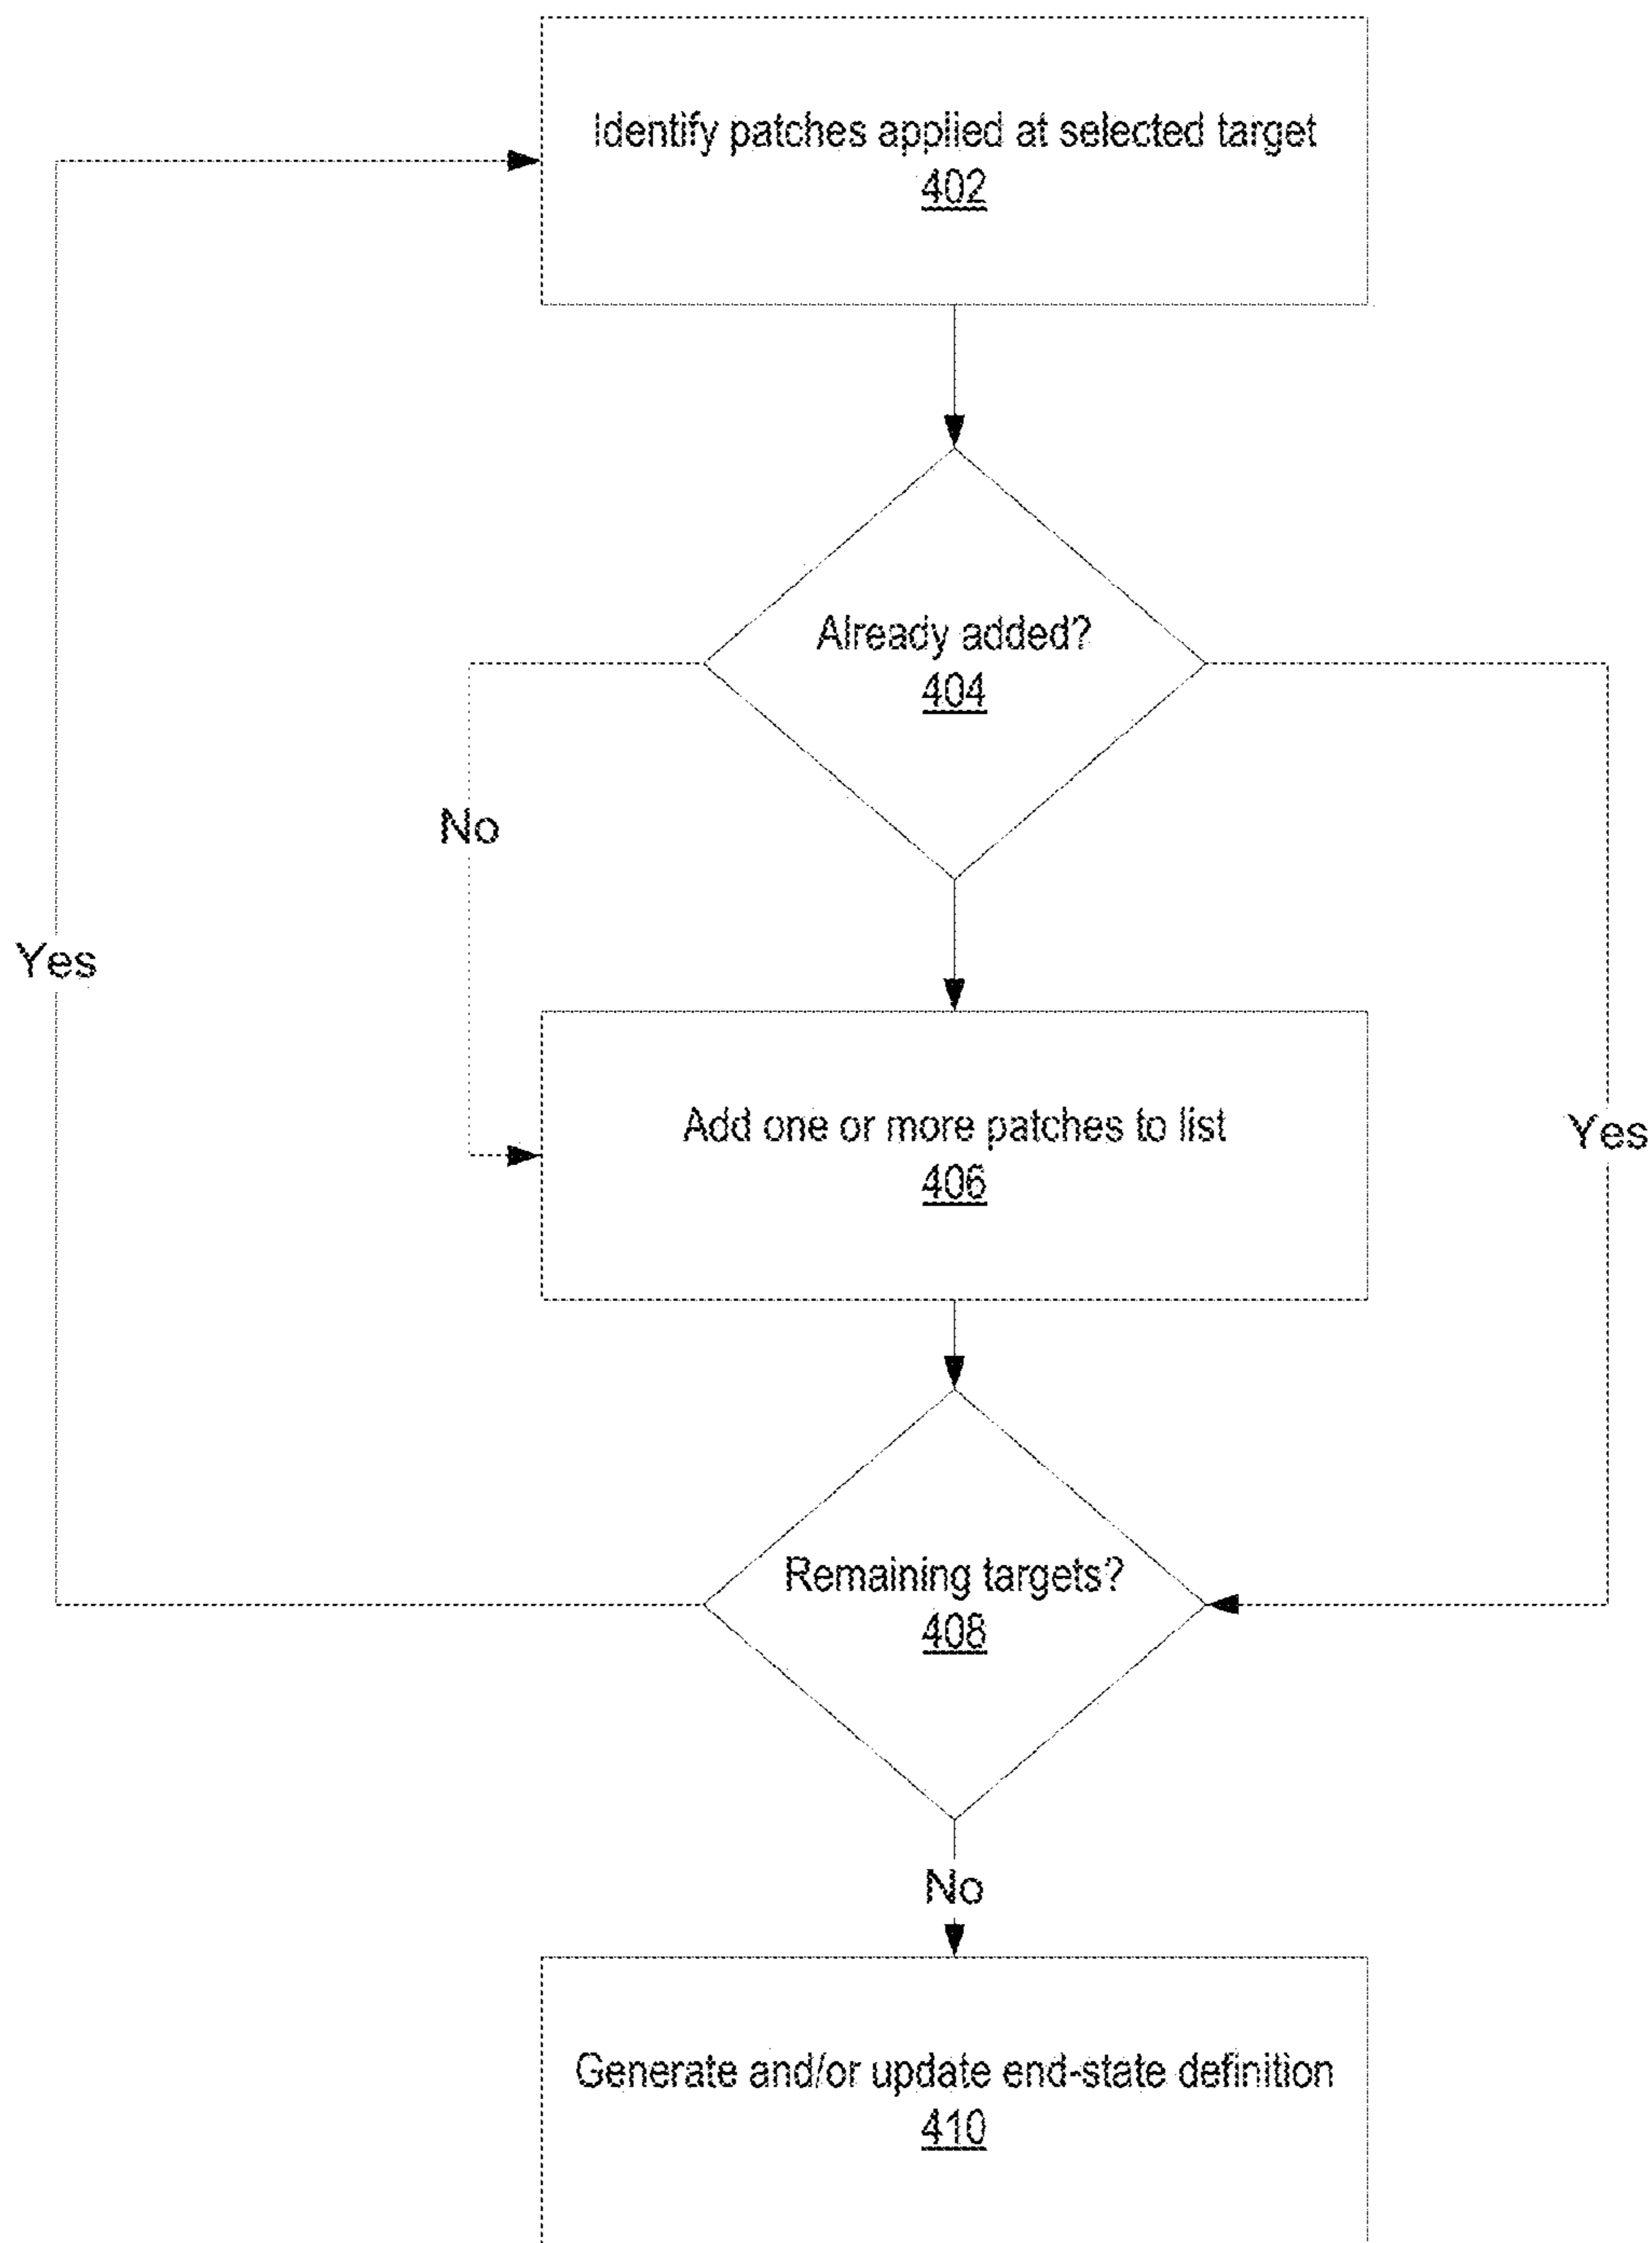 Identify patches applied at selected target
402
Already added?
404
No
Yes
Add one or more patches to list
406
Yes
Remaining targets?
408
No
Generate and/or update end-state definition
410